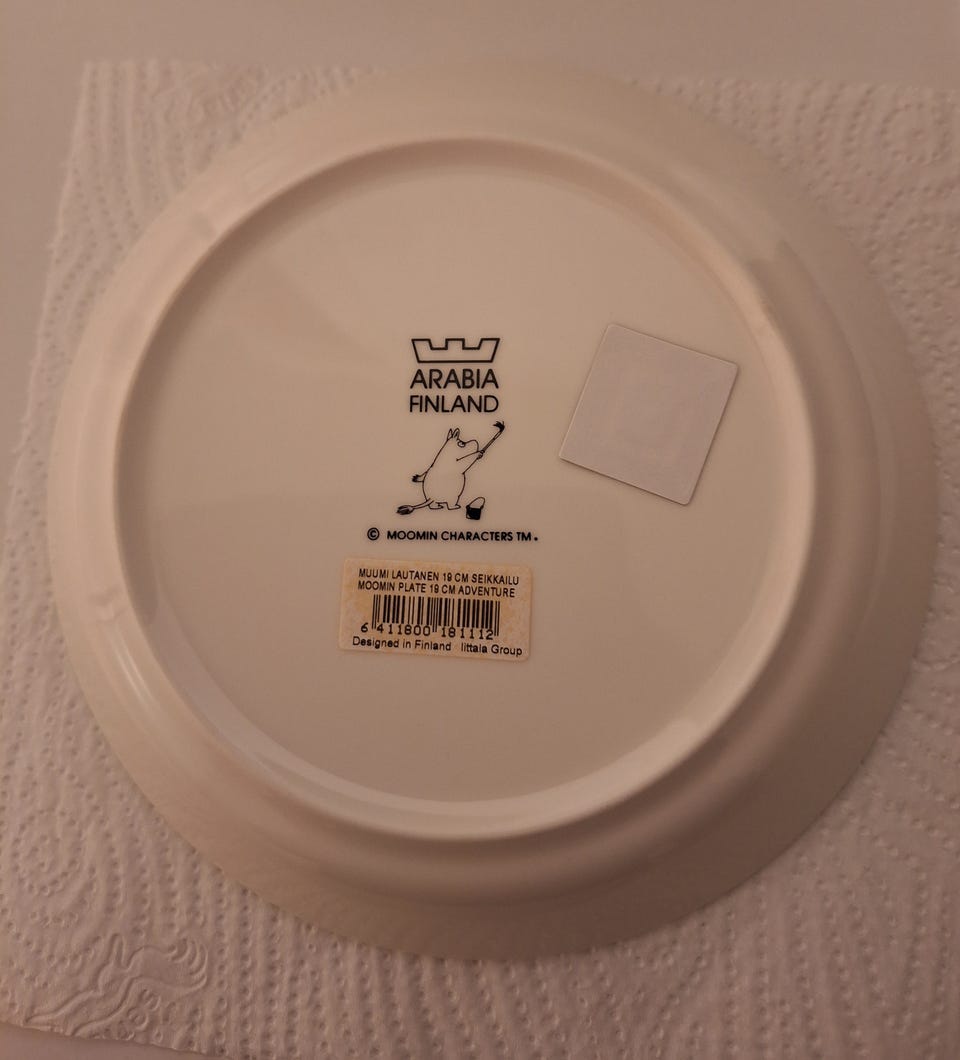 ARABIA
FINLAND
© MOOMIN CHARACTERS TM.
MUUMI LAUTANEN 19 CM SEIKKAILU
MOOMIN PLATE 19 CM ADVENTURE
6 411800 181112
Designed in Finland Iittala Group